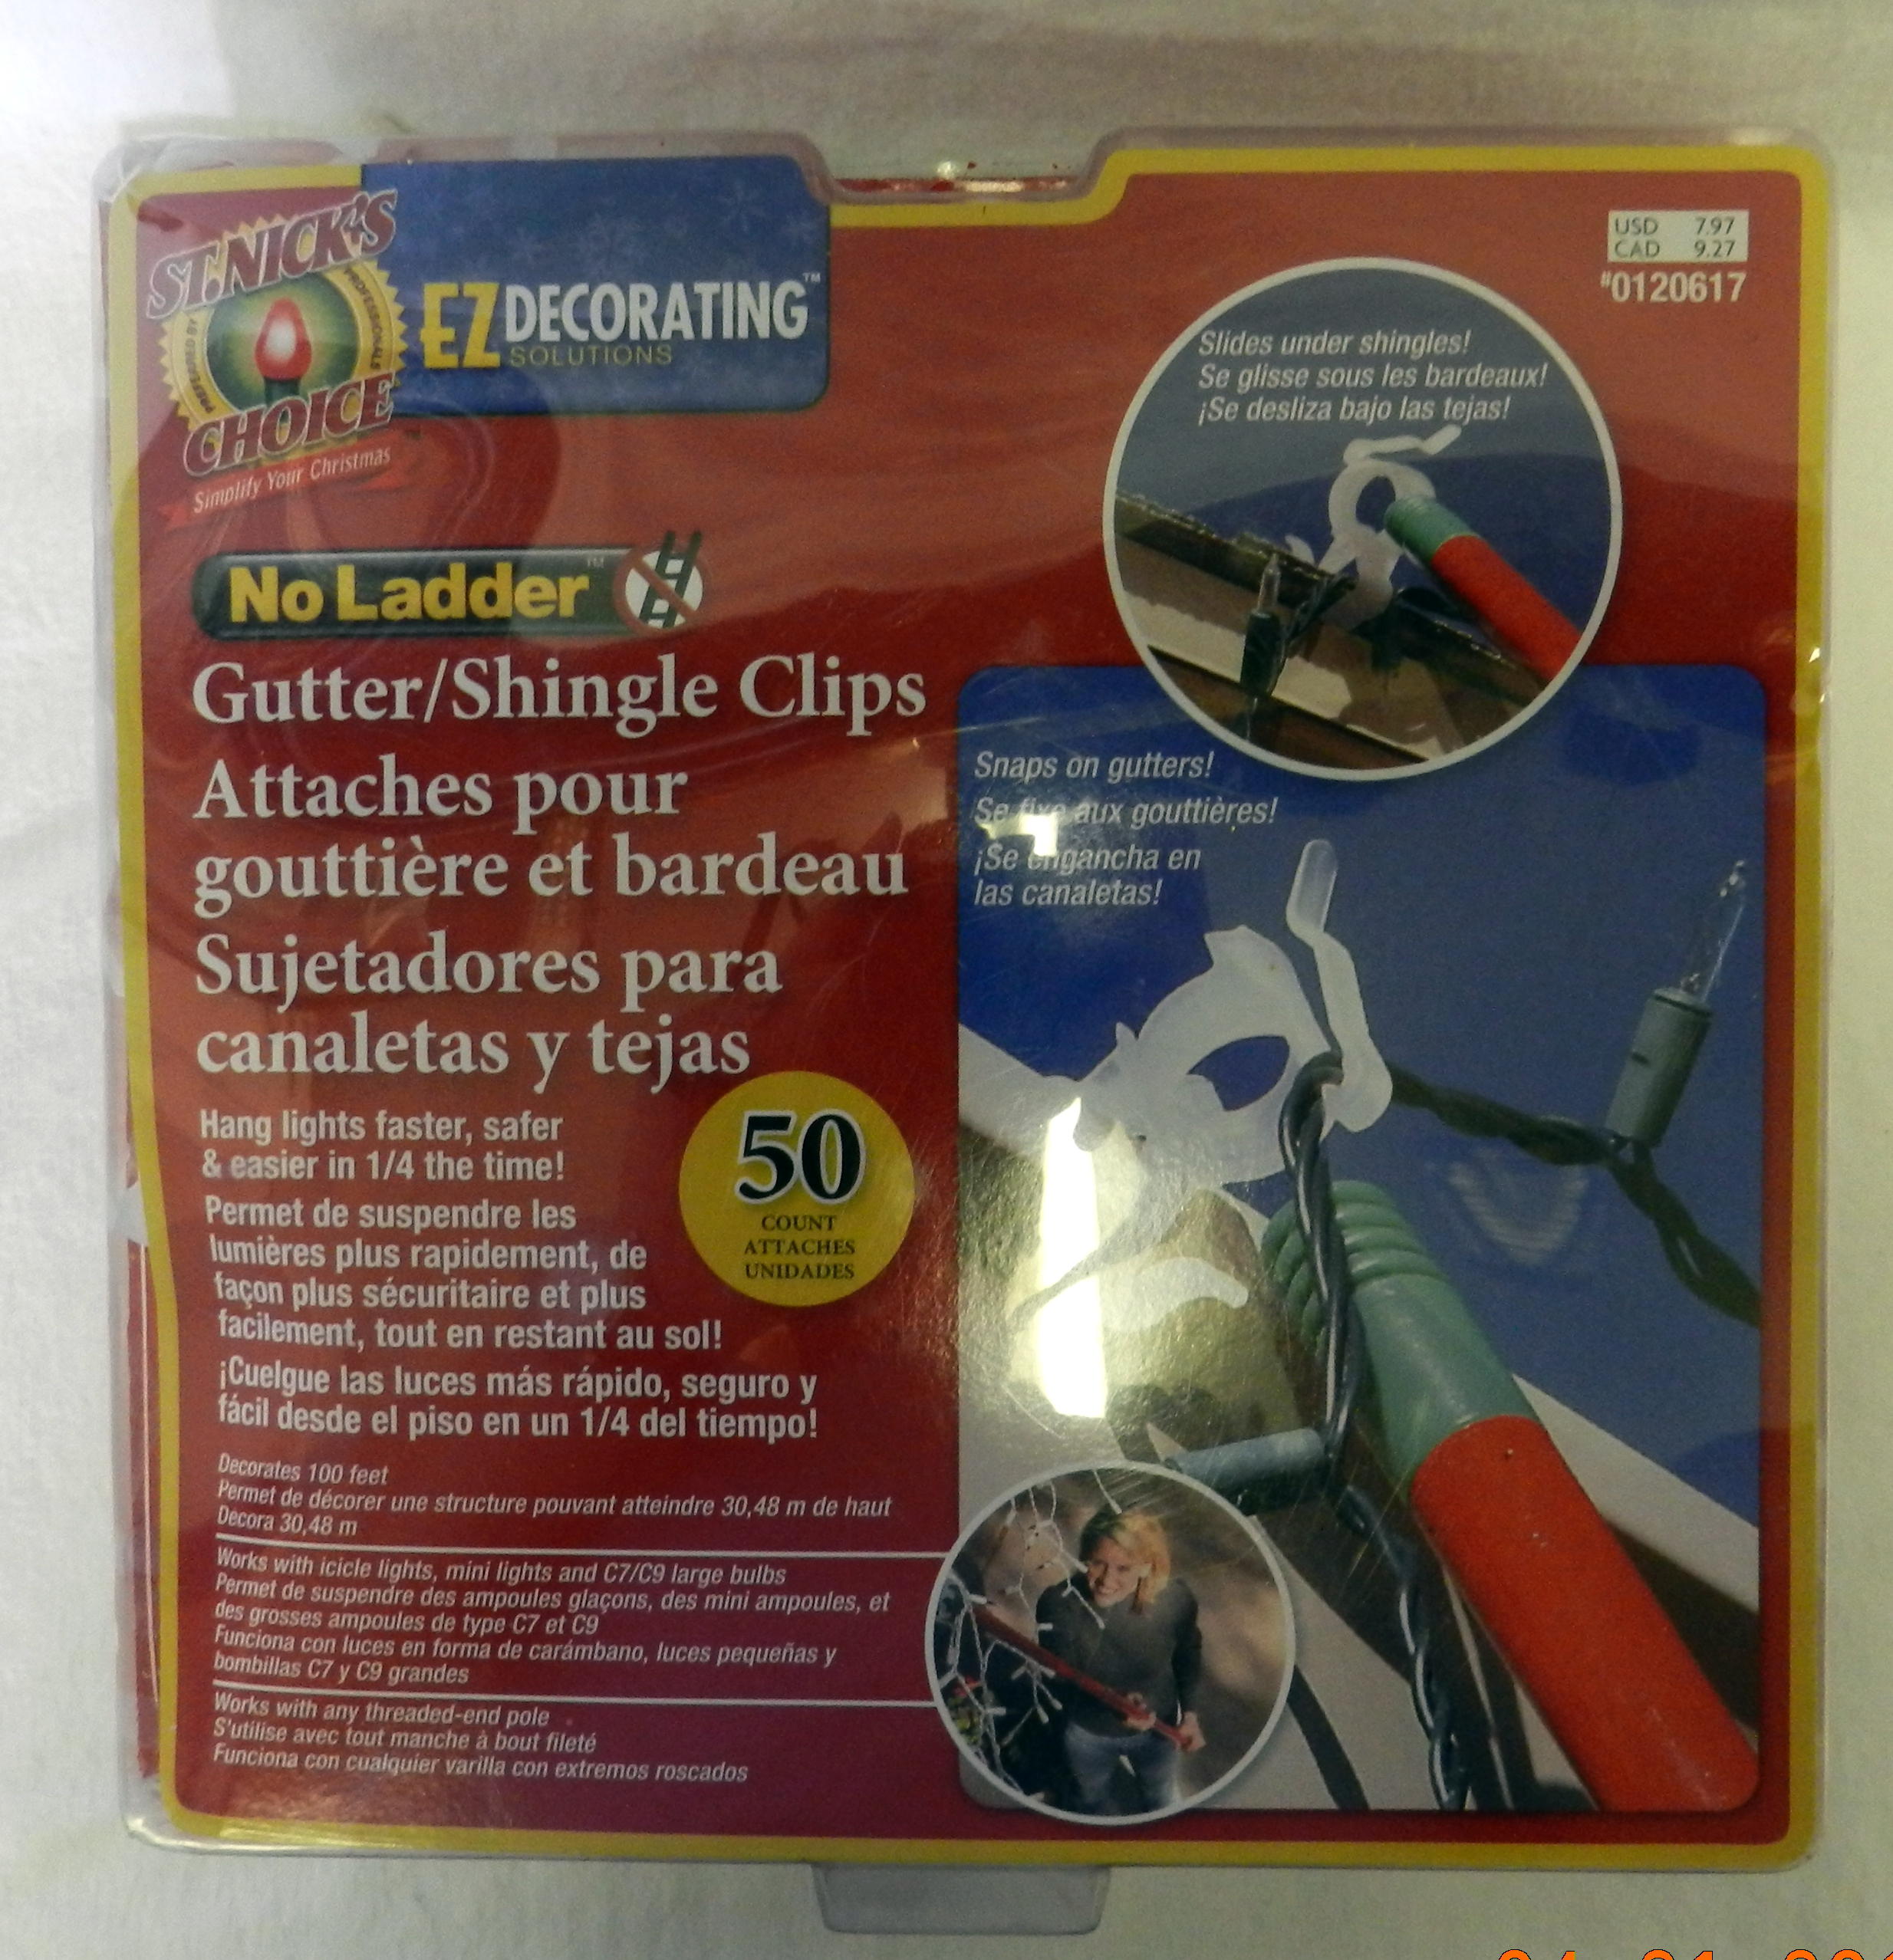 ST. NICK'S
PREFERRED BY PROFESSIONALS
CHOICE
Simplify Your Christmas
EZ DECORATING™
SOLUTIONS
USD 7.97
CAD 9.27
#0120617
Slides under shingles!
Se glisse sous les bardeaux!
¡Se desliza bajo las tejas!
No Ladder™
Gutter/Shingle Clips
Attaches pour
gouttière et bardeau
Sujetadores para
canaletas y tejas
Snaps on gutters!
Se fixe aux gouttières!
¡Se engancha en
las canaletas!
Hang lights faster, safer
& easier in 1/4 the time!
Permet de suspendre les
lumières plus rapidement, de
façon plus sécuritaire et plus
facilement, tout en restant au sol!
¡Cuelgue las luces más rápido, seguro y
fácil desde el piso en un 1/4 del tiempo!
50
COUNT
ATTACHES
UNIDADES
Decorates 100 feet
Permet de décorer une structure pouvant atteindre 30,48 m de haut
Decora 30,48 m
Works with icicle lights, mini lights and C7/C9 large bulbs
Permet de suspendre des ampoules glaçons, des mini ampoules, et
des grosses ampoules de type C7 et C9
Funciona con luces en forma de carámbano, luces pequeñas y
bombillas C7 y C9 grandes
Works with any threaded-end pole
S'utilise avec tout manche à bout fileté
Funciona con cualquier varilla con extremos roscados